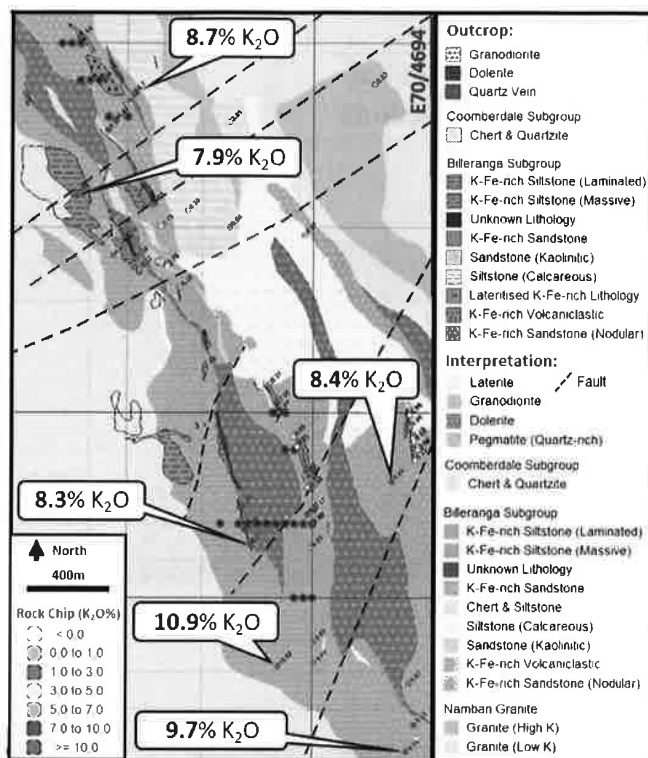 8.7% K2O
E70/4694
7.9% K2O
8.4% K2O
8.3% K2O
10.9% K2O
9.7% K2O
North
400m
Rock Chip (K2O%)
< 0.0
0.0 to 1.0
1.0 to 3.0
3.0 to 5.0
5.0 to 7.0
7.0 to 10.0
>= 10.0
Outcrop:
Granodiorite
Dolerite
Quartz Vein
Coomberdale Subgroup
Chert & Quartzite
Billeranga Subgroup
K-Fe-rich Siltstone (Laminated)
K-Fe-rich Siltstone (Massive)
Unknown Lithology
K-Fe-rich Sandstone
Sandstone (Kaolinitic)
Siltstone (Calcareous)
Lateritised K-Fe-rich Lithology
K-Fe-rich Volcaniclastic
K-Fe-rich Sandstone (Nodular)
Interpretation:
Laterite
Fault
Granodiorite
Dolerite
Pegmatite (Quartz-rich)
Coomberdale Subgroup
Chert & Quartzite
Billeranga Subgroup
K-Fe-rich Siltstone (Laminated)
K-Fe-rich Siltstone (Massive)
Unknown Lithology
K-Fe-rich Sandstone
Chert & Siltstone
Siltstone (Calcareous)
Sandstone (Kaolinitic)
K-Fe-rich Volcaniclastic
K-Fe-rich Sandstone (Nodular)
Namban Granite
Granite (High K)
Granite (Low K)